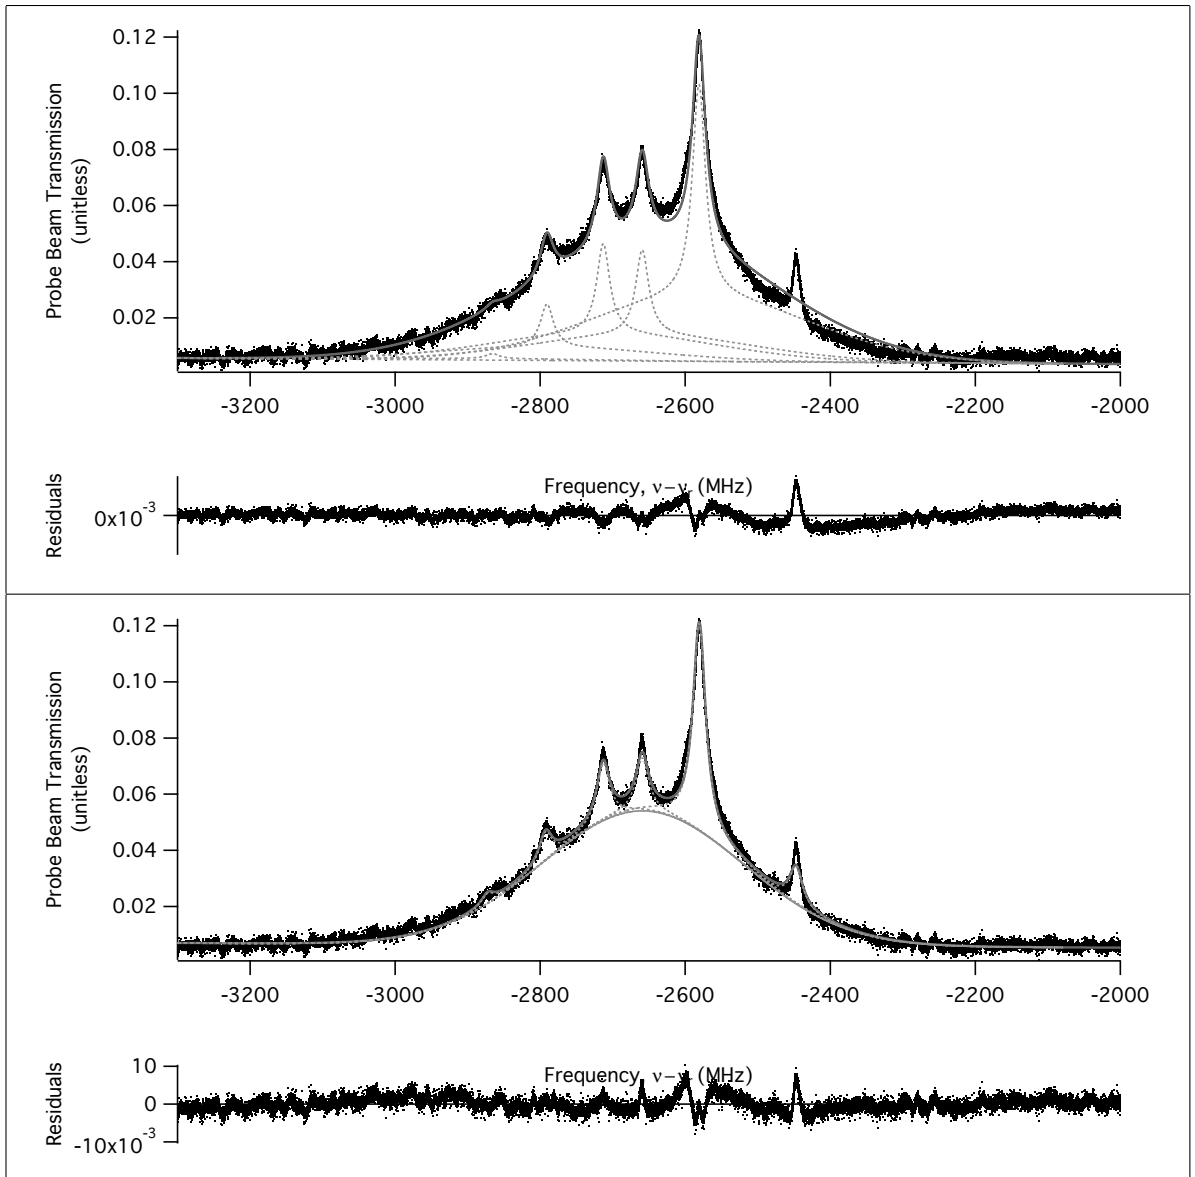 0.12
0.10
0.08
0.06
0.04
0.02
Probe Beam Transmission
(unitless)
-3200 -3000 -2800 -2600 -2400 -2200 -2000
Frequency, ν−ν (MHz)
Residuals
0x10-3
0.12
0.10
0.08
0.06
0.04
0.02
Probe Beam Transmission
(unitless)
-3200 -3000 -2800 -2600 -2400 -2200 -2000
Frequency, ν−ν (MHz)
Residuals
10
0
-10x10-3